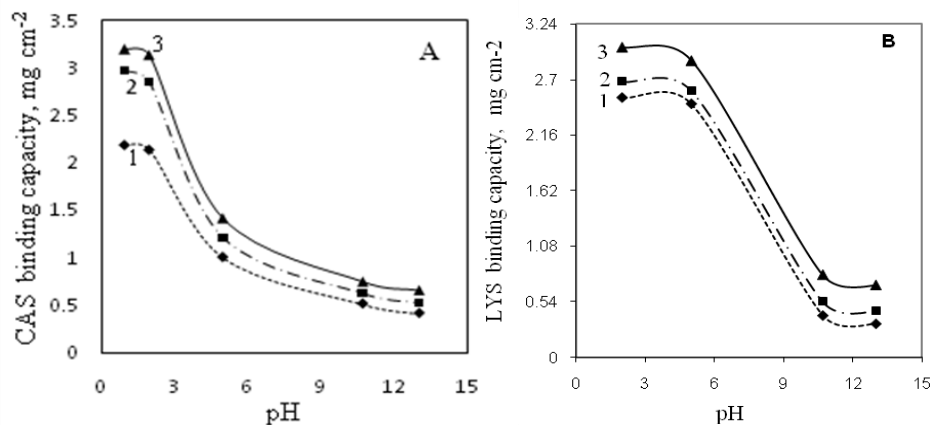 A
CAS binding capacity, mg cm⁻²
3.5
3
2.5
2
1.5
1
0.5
0
3
2
1
0 3 6 9 12 15
pH
B
LYS binding capacity, mg cm-2
3.24
2.7
2.16
1.62
1.08
0.54
0
3
2
1
0 3 6 9 12 15
pH